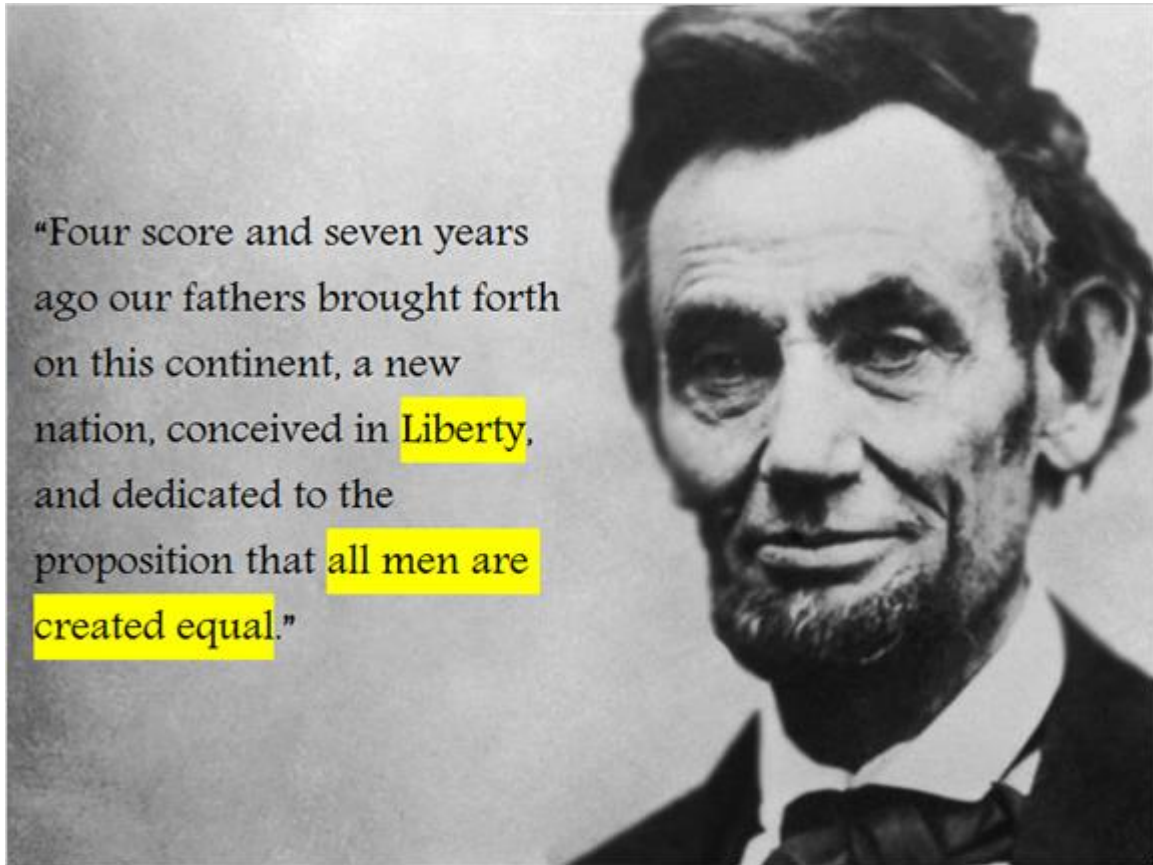 “Four score and seven years
ago our fathers brought forth
on this continent, a new
nation, conceived in Liberty,
and dedicated to the
proposition that all men are
created equal.”